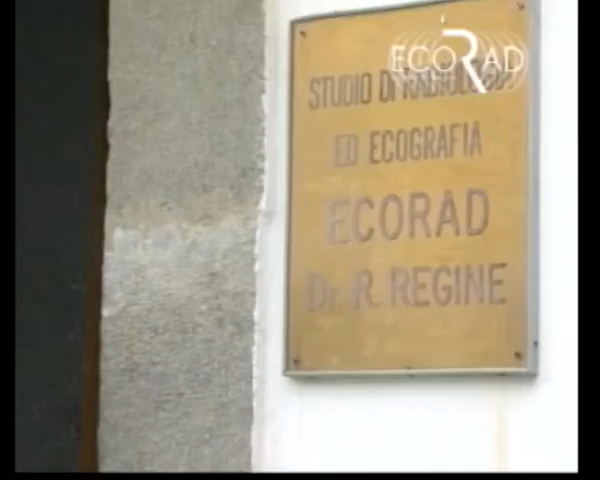 ECORAD
STUDIO DI RADIOLOGIA
ED ECOGRAFIA
ECORAD
Dr. R. REGINE